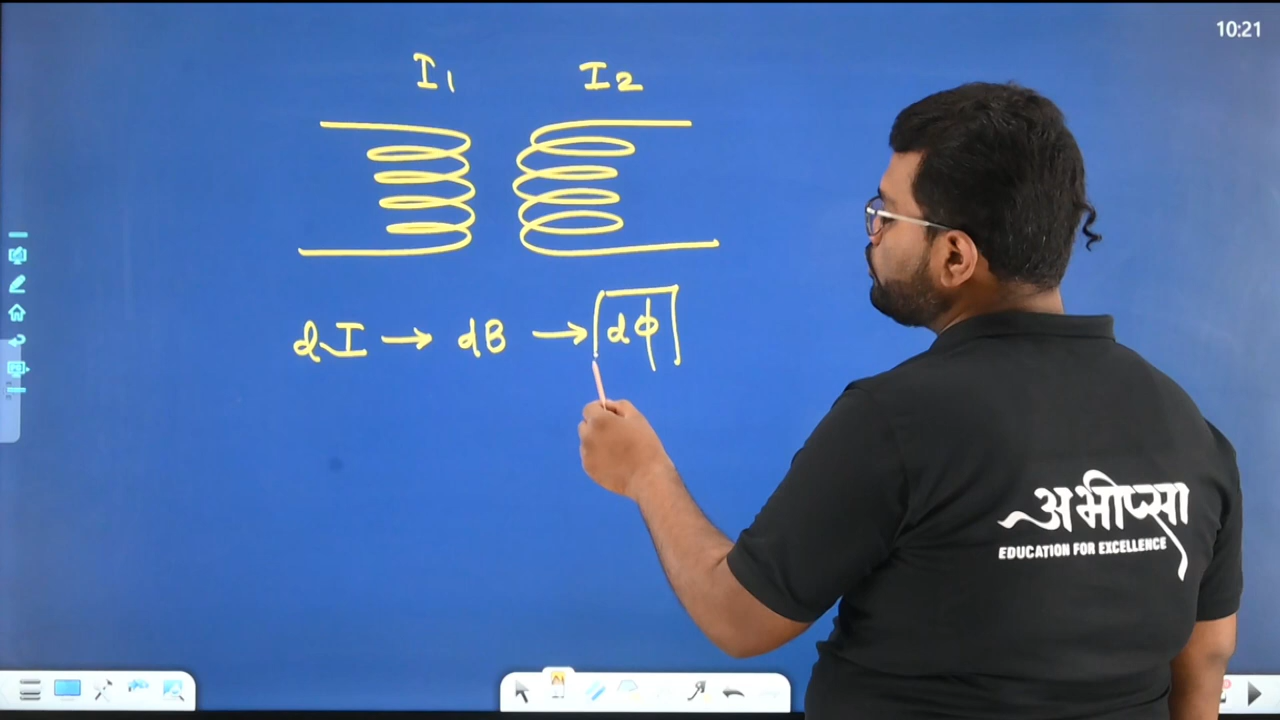 10:21
I₁ I₂
dI → dB → dϕ
अभीप्सा
EDUCATION FOR EXCELLENCE